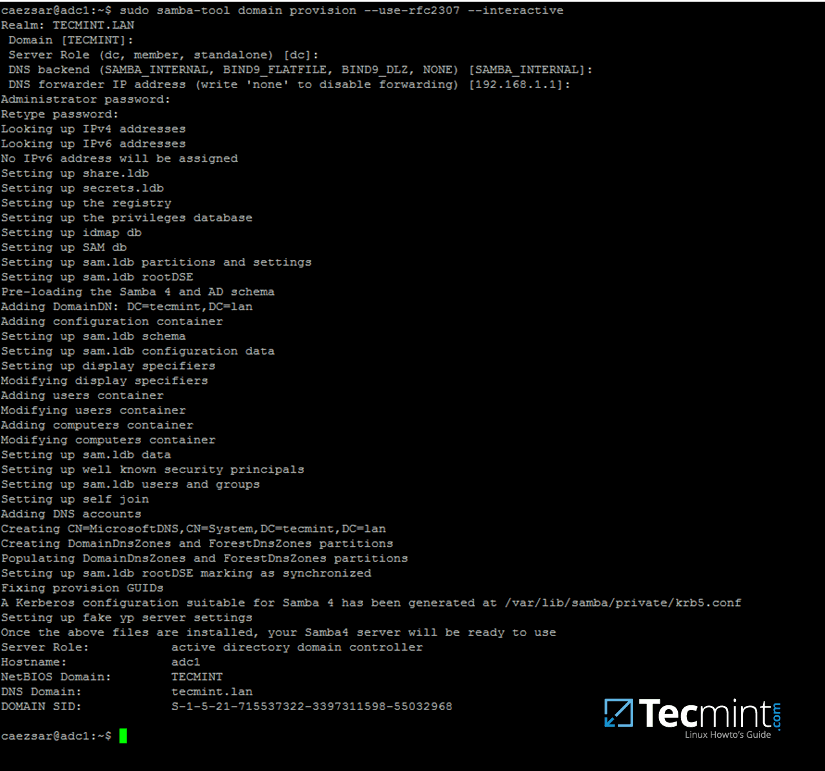 caezsar@adc1:~$ sudo samba-tool domain provision --use-rfc2307 --interactive
Realm: TECMINT.LAN
 Domain [TECMINT]:
 Server Role (dc, member, standalone) [dc]:
 DNS backend (SAMBA_INTERNAL, BIND9_FLATFILE, BIND9_DLZ, NONE) [SAMBA_INTERNAL]:
 DNS forwarder IP address (write 'none' to disable forwarding) [192.168.1.1]:
Administrator password:
Retype password:
Looking up IPv4 addresses
Looking up IPv6 addresses
No IPv6 address will be assigned
Setting up share.ldb
Setting up secrets.ldb
Setting up the registry
Setting up the privileges database
Setting up idmap db
Setting up SAM db
Setting up sam.ldb partitions and settings
Setting up sam.ldb rootDSE
Pre-loading the Samba 4 and AD schema
Adding DomainDN: DC=tecmint,DC=lan
Adding configuration container
Setting up sam.ldb schema
Setting up sam.ldb configuration data
Setting up display specifiers
Modifying display specifiers
Adding users container
Modifying users container
Adding computers container
Modifying computers container
Setting up sam.ldb data
Setting up well known security principals
Setting up sam.ldb users and groups
Setting up self join
Adding DNS accounts
Creating CN=MicrosoftDNS,CN=System,DC=tecmint,DC=lan
Creating DomainDnsZones and ForestDnsZones partitions
Populating DomainDnsZones and ForestDnsZones partitions
Setting up sam.ldb rootDSE marking as synchronized
Fixing provision GUIDs
A Kerberos configuration suitable for Samba 4 has been generated at /var/lib/samba/private/krb5.conf
Setting up fake yp server settings
Once the above files are installed, your Samba4 server will be ready to use
Server Role:           active directory domain controller
Hostname:              adc1
NetBIOS Domain:        TECMINT
DNS Domain:            tecmint.lan
DOMAIN SID:            S-1-5-21-715537322-3397311598-55032968
caezsar@adc1:~$
Tecmint.com
Linux Howto's Guide